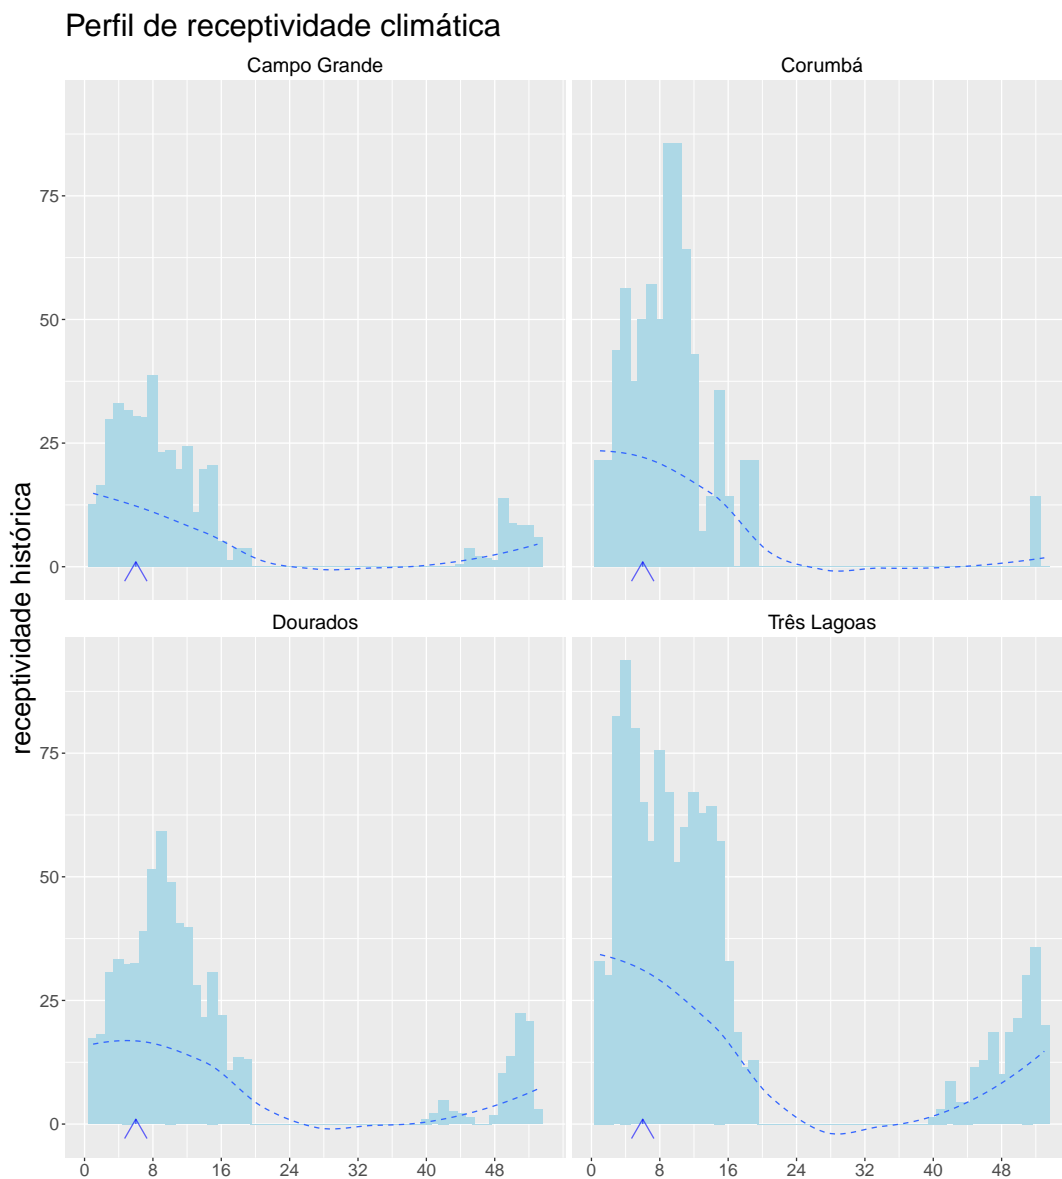 Perfil de receptividade climática
Campo Grande
Corumbá
75
50
25
0
Dourados
Três Lagoas
receptividade histórica
75
50
25
0
0 8 16 24 32 40 48
0 8 16 24 32 40 48